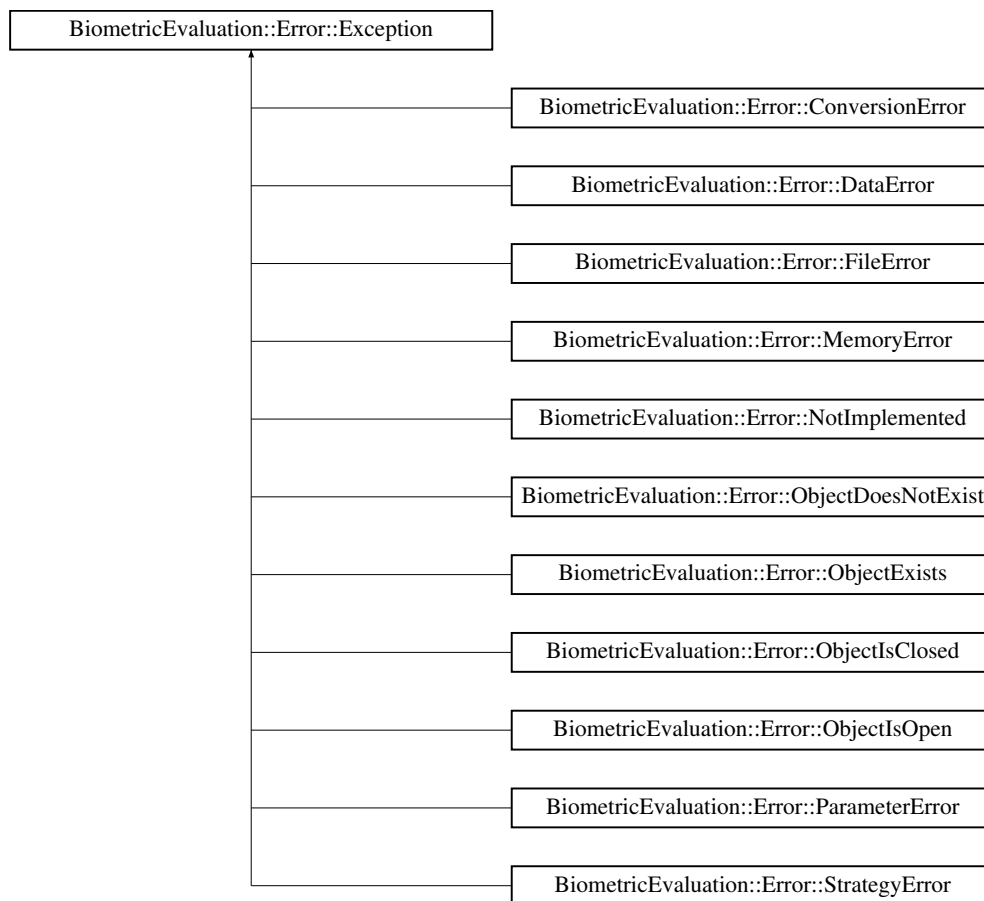 BiometricEvaluation::Error::Exception
BiometricEvaluation::Error::ConversionError
BiometricEvaluation::Error::DataError
BiometricEvaluation::Error::FileError
BiometricEvaluation::Error::MemoryError
BiometricEvaluation::Error::NotImplemented
BiometricEvaluation::Error::ObjectDoesNotExist
BiometricEvaluation::Error::ObjectExists
BiometricEvaluation::Error::ObjectIsClosed
BiometricEvaluation::Error::ObjectIsOpen
BiometricEvaluation::Error::ParameterError
BiometricEvaluation::Error::StrategyError